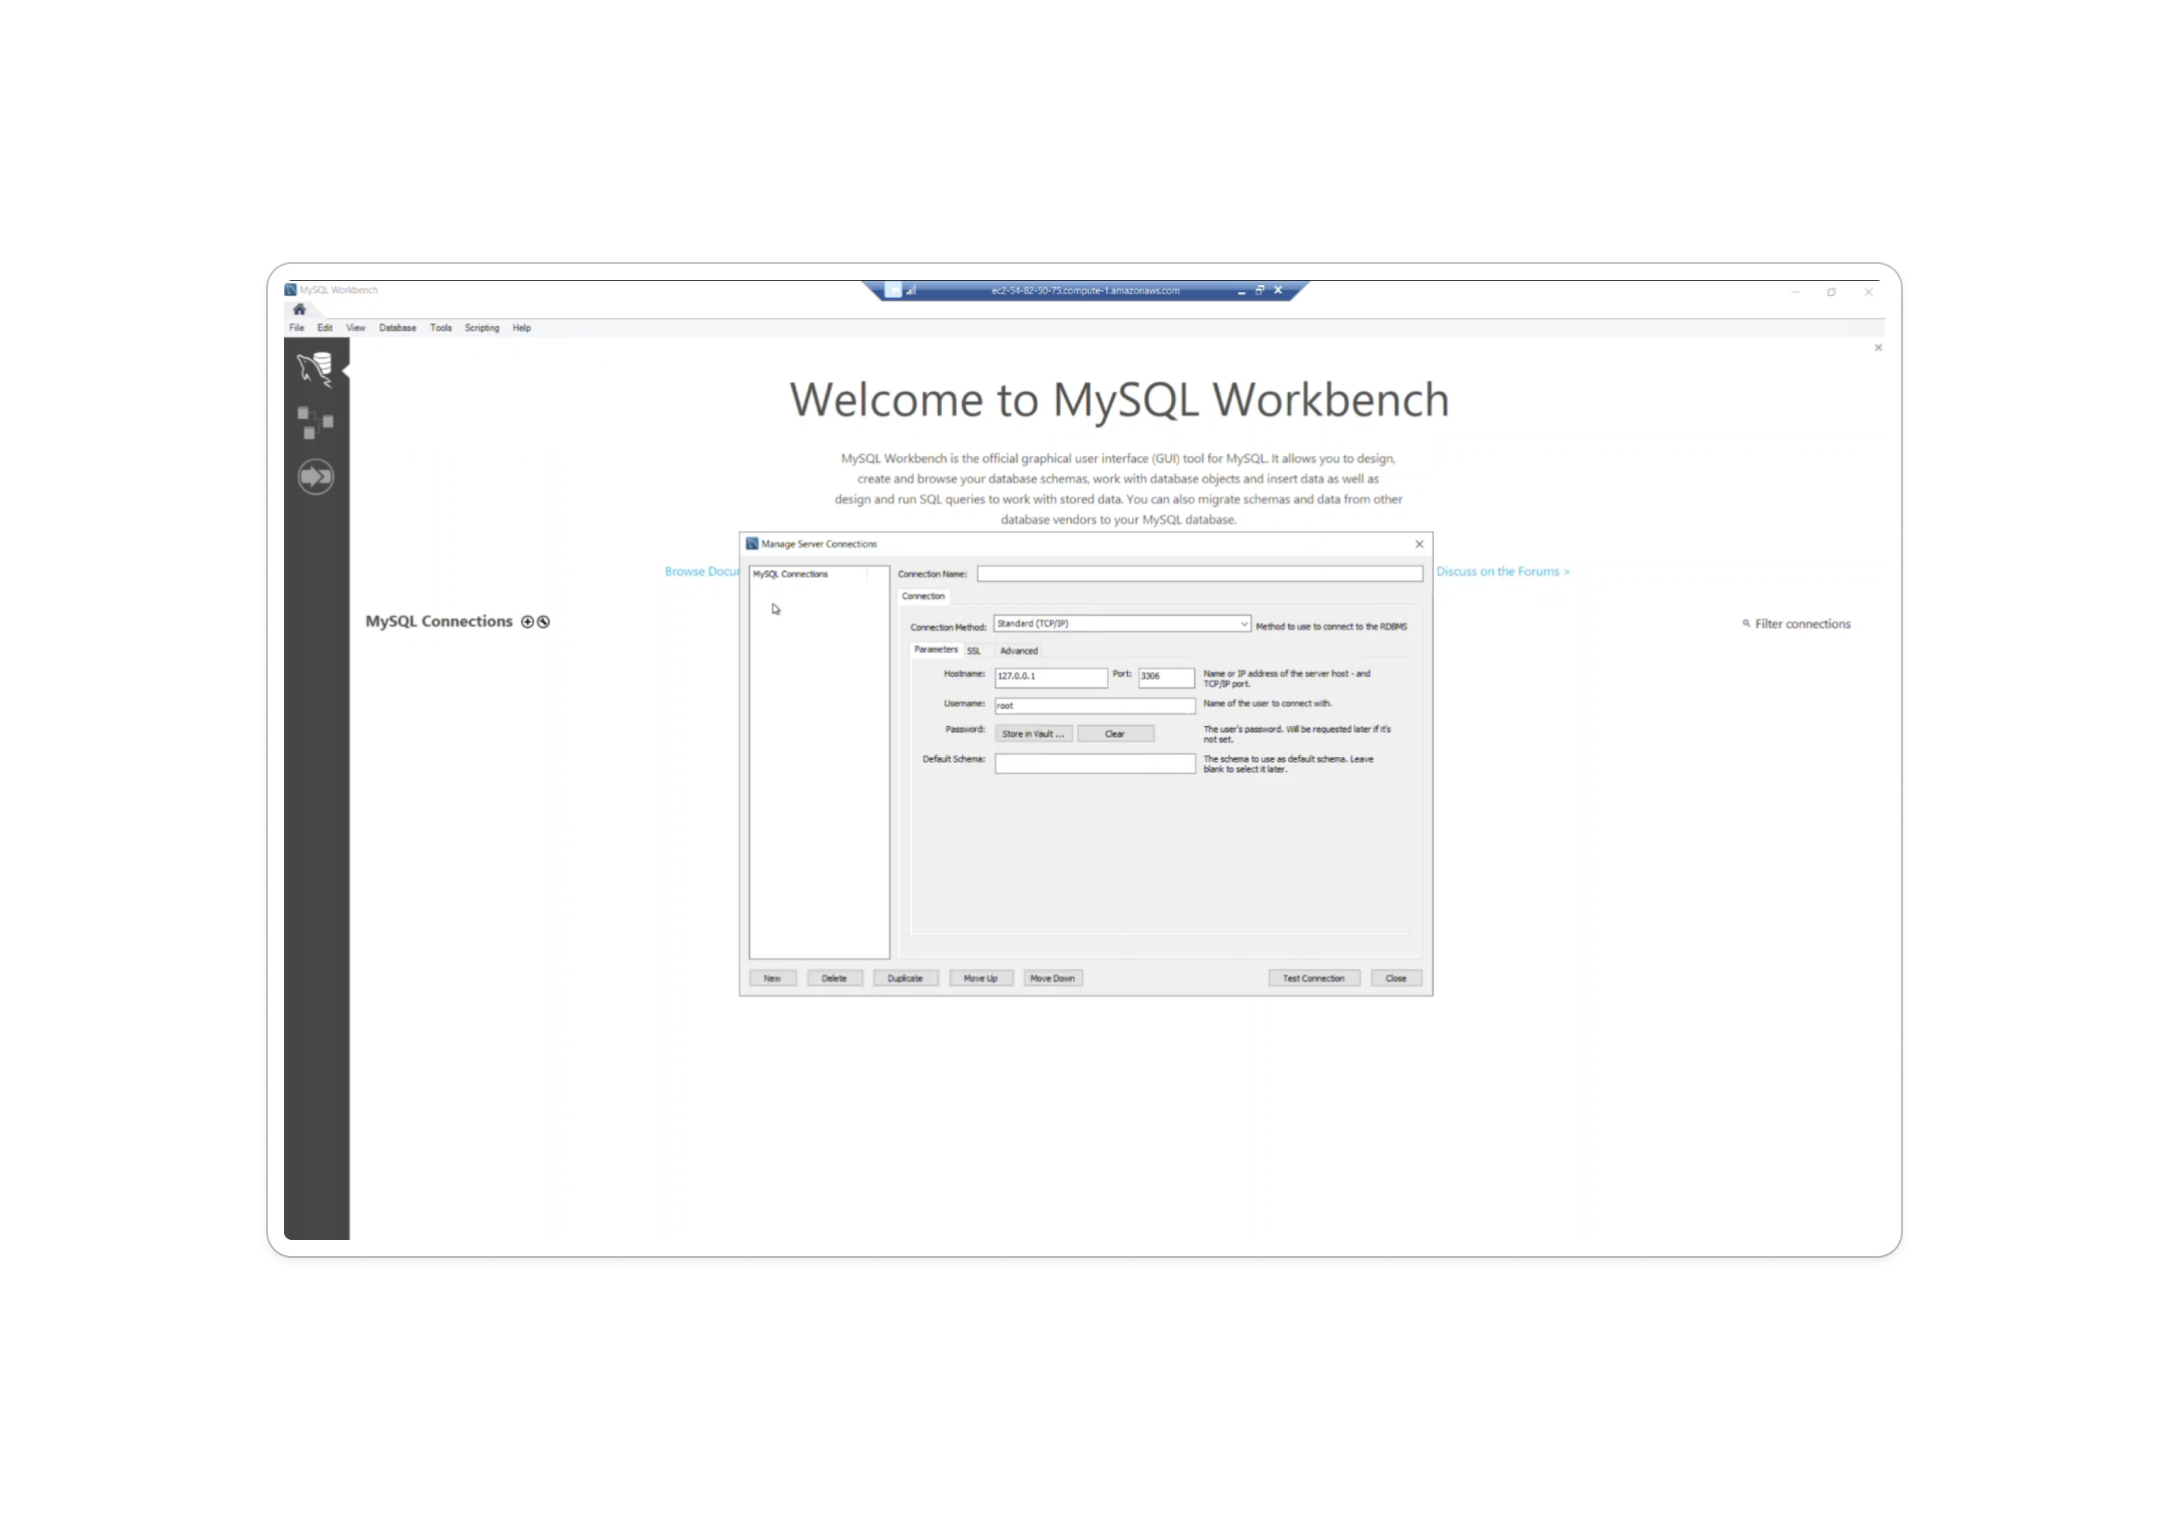 MySQL Workbench
ec2-54-82-50-75.compute-1.amazonaws.com
File Edit View Database Tools Scripting Help
Welcome to MySQL Workbench
MySQL Workbench is the official graphical user interface (GUI) tool for MySQL. It allows you to design,
create and browse your database schemas, work with database objects and insert data as well as
design and run SQL queries to work with stored data. You can also migrate schemas and data from other
database vendors to your MySQL database.
Browse Docu
Discuss on the Forums >
MySQL Connections
Filter connections
Manage Server Connections
MySQL Connections
Connection Name:
Connection
Connection Method: Standard (TCP/IP) Method to use to connect to the RDBMS
Parameters SSL Advanced
Hostname: 127.0.0.1 Port: 3306 Name or IP address of the server host - and
TCP/IP port.
Username: root Name of the user to connect with.
Password: Store in Vault ... Clear The user's password. Will be requested later if it's
not set.
Default Schema: The schema to use as default schema. Leave
blank to select it later.
New Delete Duplicate Move Up Move Down Test Connection Close